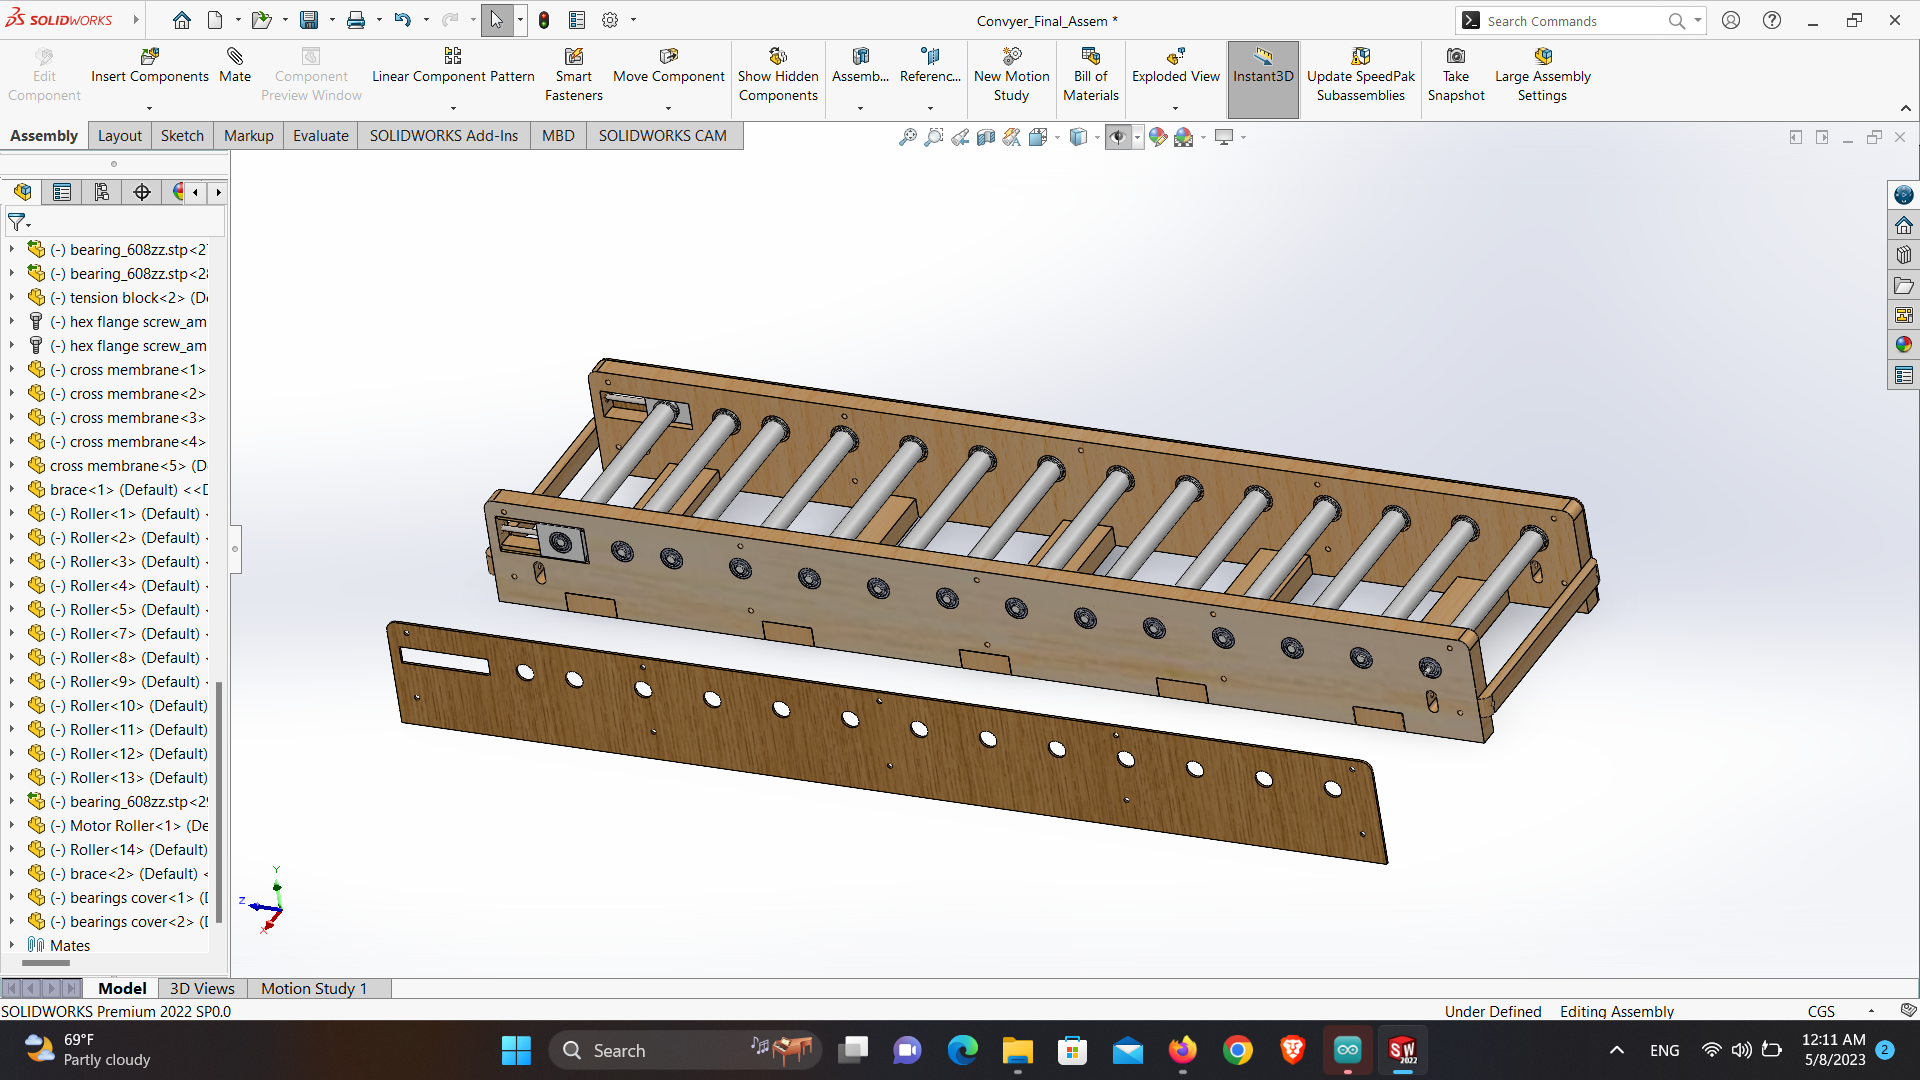 SOLIDWORKS
Convyer_Final_Assem *
Search Commands
Edit Component
Insert Components
Mate
Component Preview Window
Linear Component Pattern
Smart Fasteners
Move Component
Show Hidden Components
Assemb...
Referenc...
New Motion Study
Bill of Materials
Exploded View
Instant3D
Update SpeedPak Subassemblies
Take Snapshot
Large Assembly Settings
Assembly
Layout
Sketch
Markup
Evaluate
SOLIDWORKS Add-Ins
MBD
SOLIDWORKS CAM
(-) bearing_608zz.stp<2
(-) bearing_608zz.stp<2
(-) tension block<2> (D
(-) hex flange screw_am
(-) hex flange screw_am
(-) cross membrane<1>
(-) cross membrane<2>
(-) cross membrane<3>
(-) cross membrane<4>
cross membrane<5> (D
brace<1> (Default) <<D
(-) Roller<1> (Default)
(-) Roller<2> (Default)
(-) Roller<3> (Default)
(-) Roller<4> (Default)
(-) Roller<5> (Default)
(-) Roller<7> (Default)
(-) Roller<8> (Default)
(-) Roller<9> (Default)
(-) Roller<10> (Default)
(-) Roller<11> (Default)
(-) Roller<12> (Default)
(-) Roller<13> (Default)
(-) bearing_608zz.stp<2
(-) Motor Roller<1> (De
(-) Roller<14> (Default)
(-) brace<2> (Default) <
(-) bearings cover<1> (
(-) bearings cover<2> (
Mates
Y
Z
X
Model
3D Views
Motion Study 1
SOLIDWORKS Premium 2022 SP0.0
Under Defined
Editing Assembly
CGS
69°F
Partly cloudy
Search
SW
2022
ENG
12:11 AM
5/8/2023
2